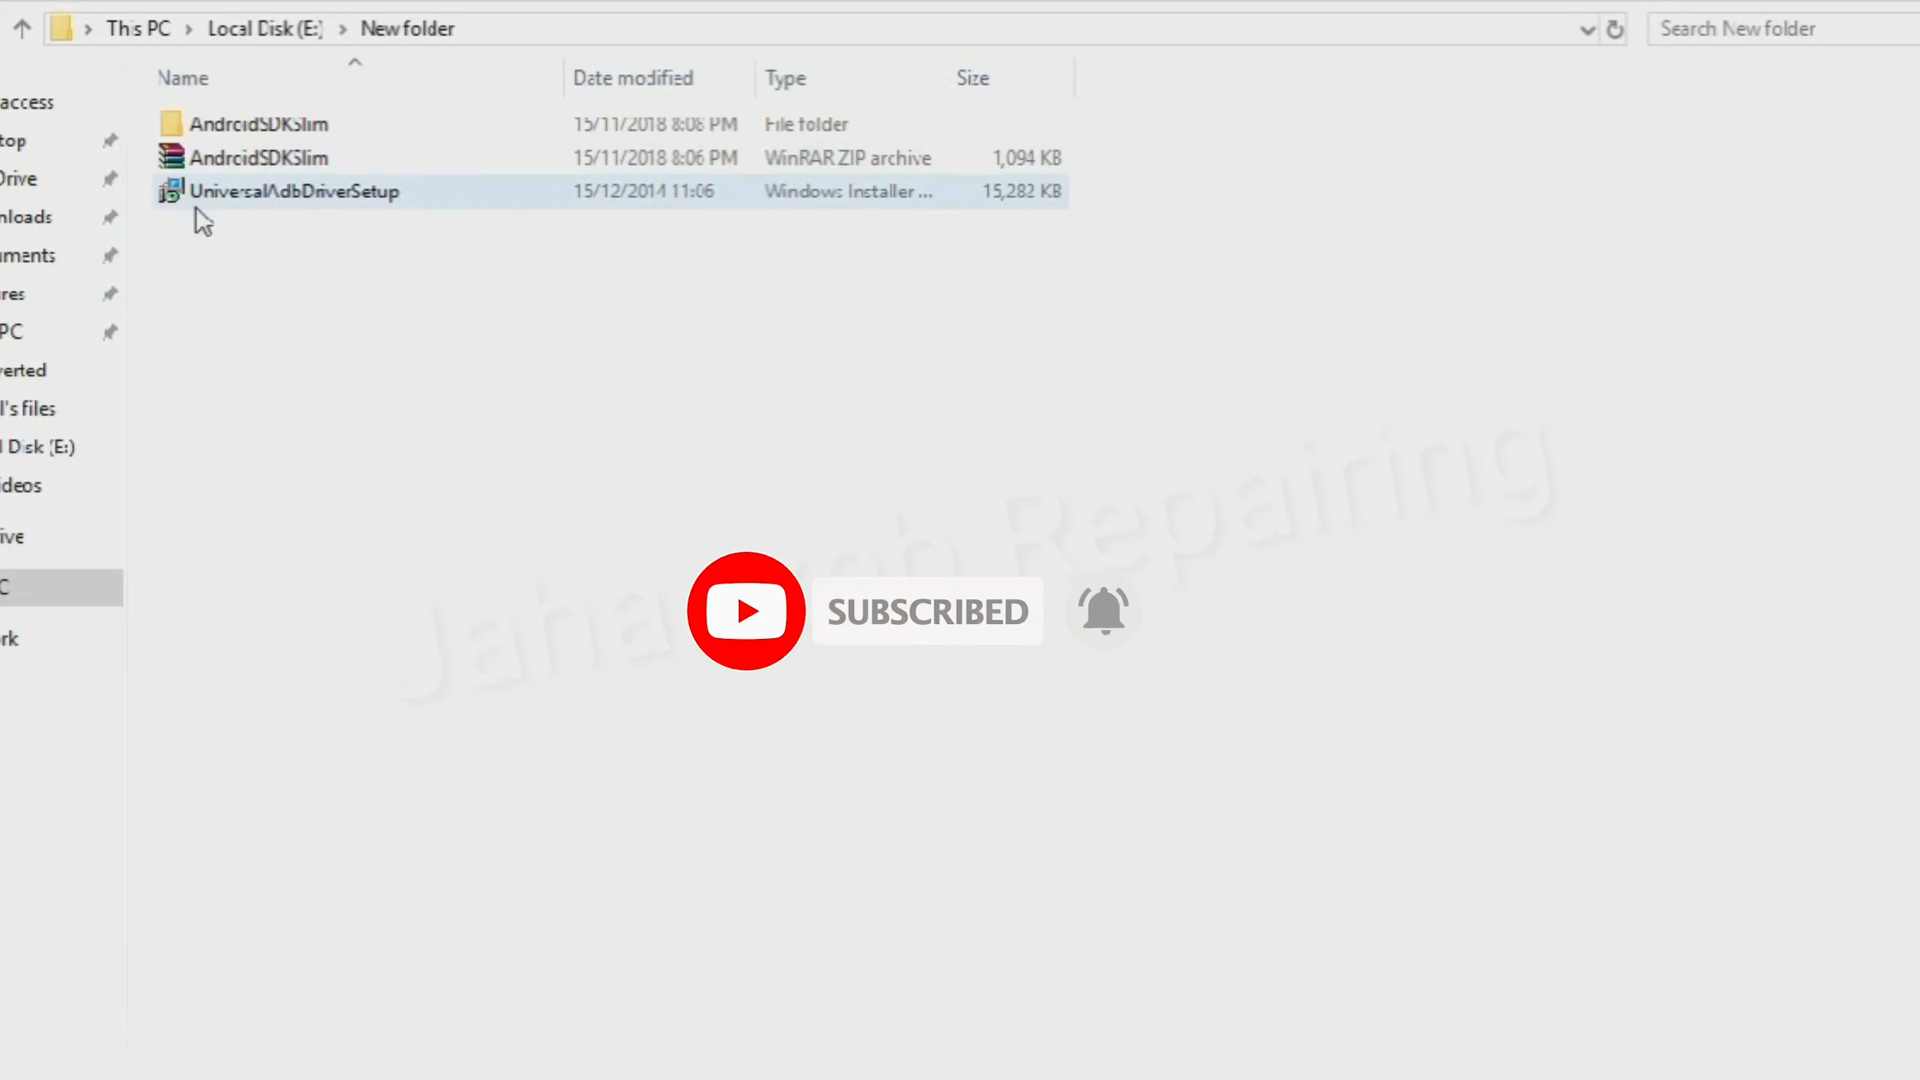 This PC > Local Disk (E:) > New folder
Search New folder
Name Date modified Type Size
AndroidSDKSlim 15/11/2018 8:08 PM File folder
AndroidSDKSlim 15/11/2018 8:06 PM WinRAR ZIP archive 1,094 KB
UniversalAdbDriverSetup 15/12/2014 11:06 Windows Installer ... 15,282 KB
access
top
Drive
nloads
uments
res
PC
verted
l's files
l Disk (E:)
ideos
ive
C
rk
Repairing
SUBSCRIBED